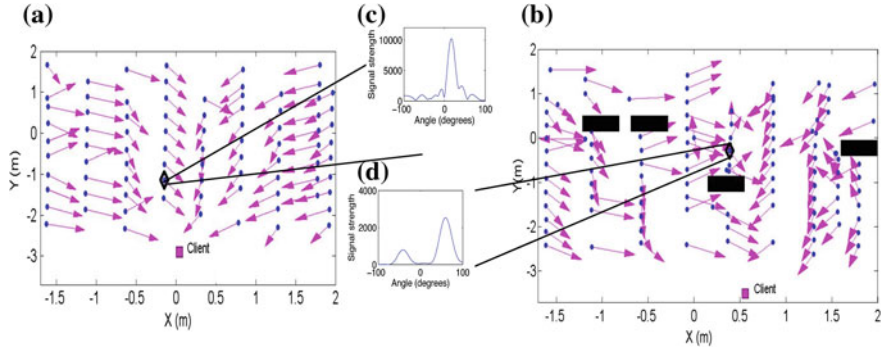 (a)
2
1
0
-1
-2
-3
Y (m)
-1.5 -1 -0.5 0 0.5 1 1.5 2
X (m)
Client
(c)
10000
5000
0
Signal strength
-100 0 100
Angle (degrees)
(d)
4000
2000
0
Signal strength
-100 0 100
Angle (degrees)
(b)
2
1
0
-1
-2
-3
Y (m)
-1.5 -1 -0.5 0 0.5 1 1.5 2
X (m)
Client